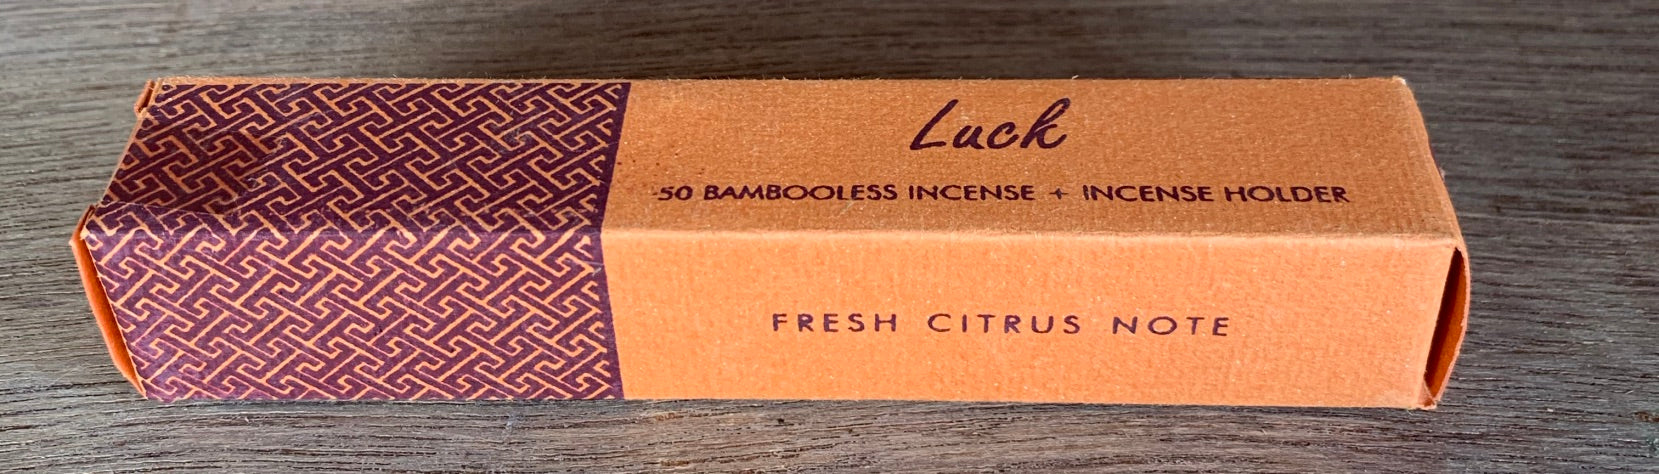 Luck
50 BAMBOOLESS INCENSE + INCENSE HOLDER
FRESH CITRUS NOTE